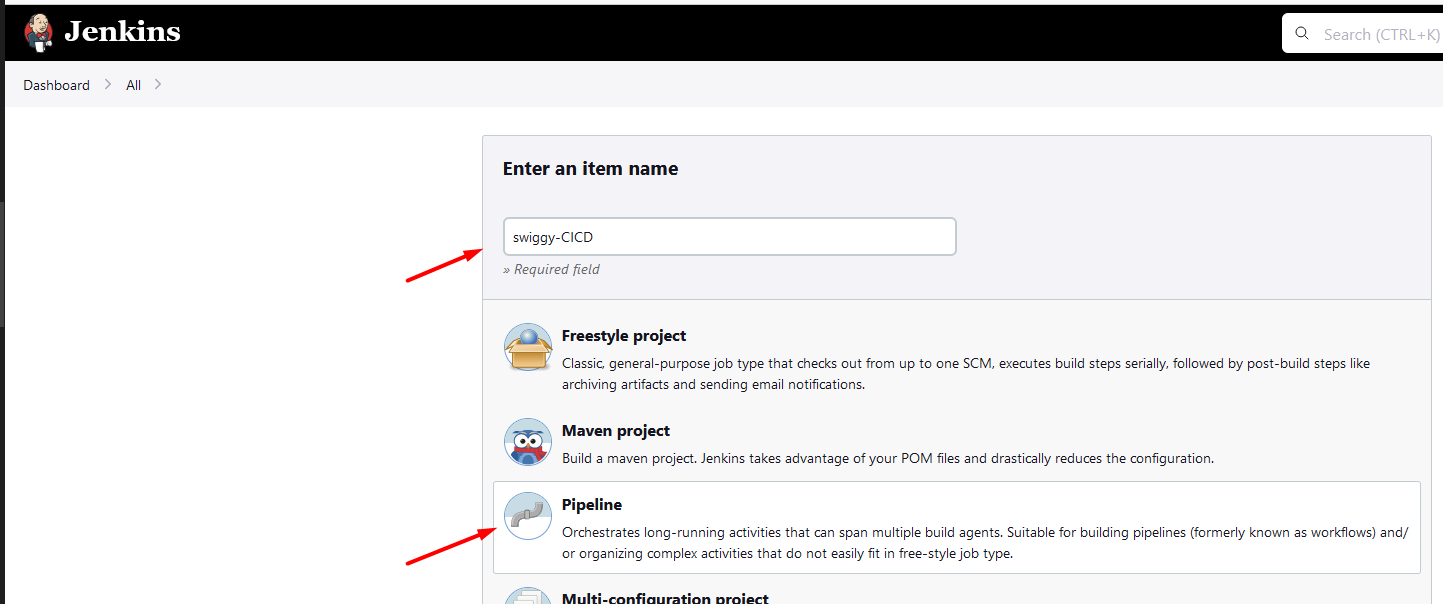 Jenkins
Search (CTRL+K)
Dashboard
All
Enter an item name
swiggy-CICD
» Required field
Freestyle project
Classic, general-purpose job type that checks out from up to one SCM, executes build steps serially, followed by post-build steps like
archiving artifacts and sending email notifications.
Maven project
Build a maven project. Jenkins takes advantage of your POM files and drastically reduces the configuration.
Pipeline
Orchestrates long-running activities that can span multiple build agents. Suitable for building pipelines (formerly known as workflows) and/
or organizing complex activities that do not easily fit in free-style job type.
Multi-configuration project